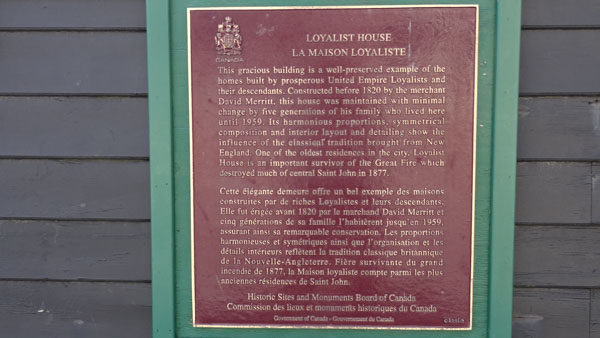 LOYALIST HOUSE
LA MAISON LOYALISTE
CANADA
This gracious building is a well-preserved example of the
homes built by prosperous United Empire Loyalists and
their descendants. Constructed before 1820 by the merchant
David Merritt, this house was maintained with minimal
change by five generations of his family who lived here
until 1959. Its harmonious proportions, symmetrical
composition and interior layout and detailing show the
influence of the classical tradition brought from New
England. One of the oldest residences in the city, Loyalist
House is an important survivor of the Great Fire which
destroyed much of central Saint John in 1877.
Cette élégante demeure offre un bel exemple des maisons
construites par de riches Loyalistes et leurs descendants.
Elle fut érigée avant 1820 par le marchand David Merritt et
cinq générations de sa famille l'habitèrent jusqu'en 1959,
assurant ainsi sa remarquable conservation. Les proportions
harmonieuses et symétriques ainsi que l'organisation et les
détails intérieurs reflètent la tradition classique britannique
de la Nouvelle-Angleterre. Fière survivante du grand
incendie de 1877, la Maison loyaliste compte parmi les plus
anciennes résidences de Saint John.
Historic Sites and Monuments Board of Canada
Commission des lieux et monuments historiques du Canada
Government of Canada - Gouvernement du Canada